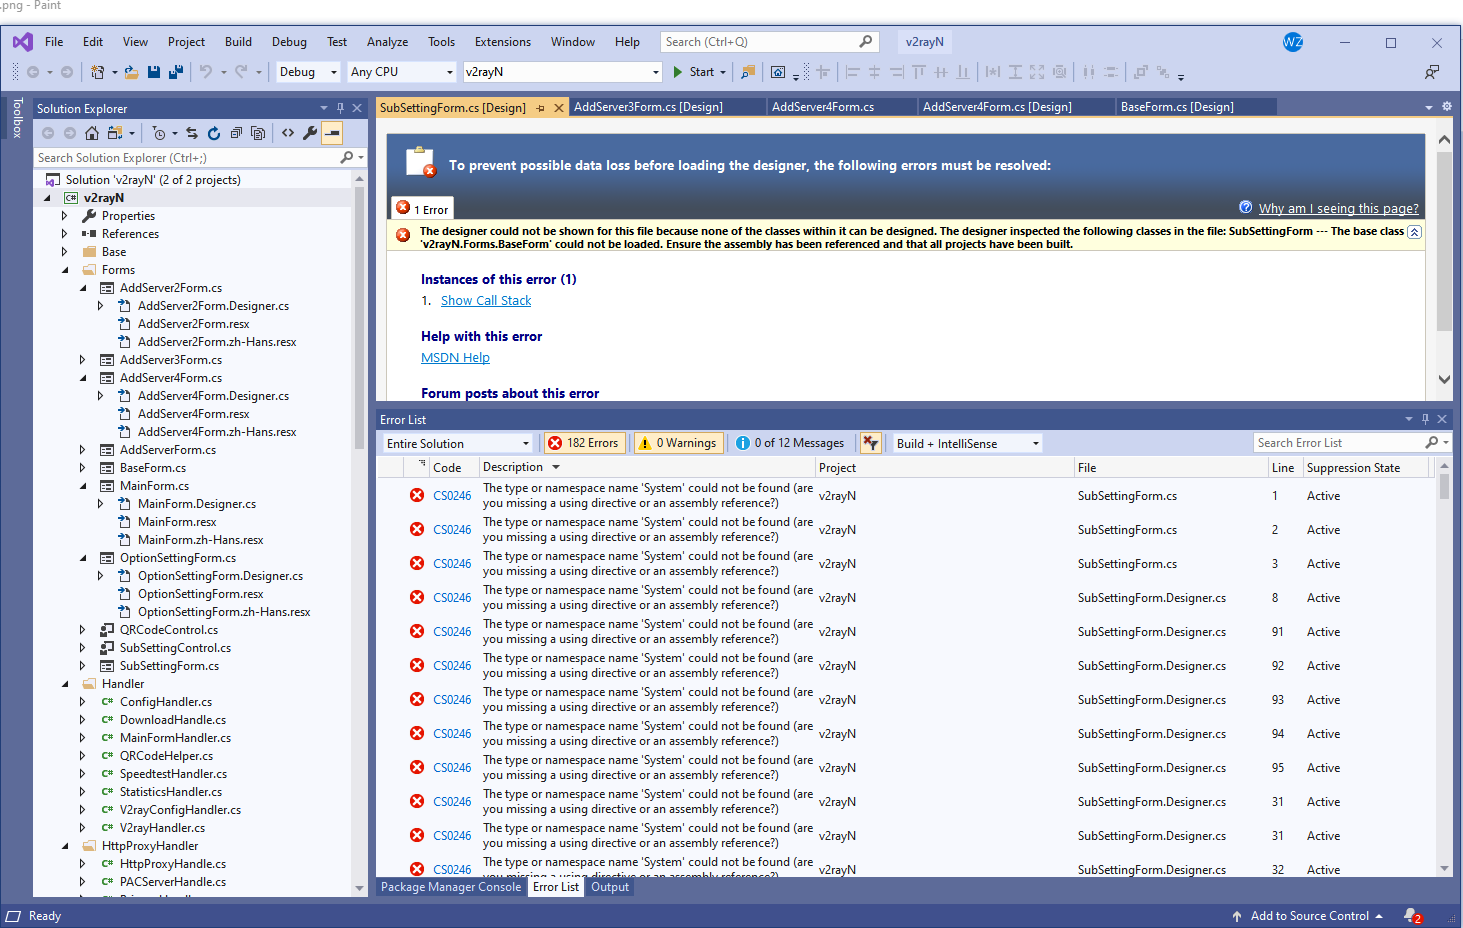 .png - Paint
File Edit View Project Build Debug Test Analyze Tools Extensions Window Help Search (Ctrl+Q) v2rayN WZ
Debug Any CPU v2rayN Start
Toolbox
Solution Explorer
Search Solution Explorer (Ctrl+;)
Solution 'v2rayN' (2 of 2 projects)
C# v2rayN
Properties
References
Base
Forms
AddServer2Form.cs
AddServer2Form.Designer.cs
AddServer2Form.resx
AddServer2Form.zh-Hans.resx
AddServer3Form.cs
AddServer4Form.cs
AddServer4Form.Designer.cs
AddServer4Form.resx
AddServer4Form.zh-Hans.resx
AddServerForm.cs
BaseForm.cs
MainForm.cs
MainForm.Designer.cs
MainForm.resx
MainForm.zh-Hans.resx
OptionSettingForm.cs
OptionSettingForm.Designer.cs
OptionSettingForm.resx
OptionSettingForm.zh-Hans.resx
QRCodeControl.cs
SubSettingControl.cs
SubSettingForm.cs
Handler
C# ConfigHandler.cs
C# DownloadHandle.cs
C# MainFormHandler.cs
C# QRCodeHelper.cs
C# SpeedtestHandler.cs
C# StatisticsHandler.cs
C# V2rayConfigHandler.cs
C# V2rayHandler.cs
HttpProxyHandler
C# HttpProxyHandle.cs
C# PACServerHandle.cs
SubSettingForm.cs [Design] AddServer3Form.cs [Design] AddServer4Form.cs AddServer4Form.cs [Design] BaseForm.cs [Design]
To prevent possible data loss before loading the designer, the following errors must be resolved:
1 Error
Why am I seeing this page?
The designer could not be shown for this file because none of the classes within it can be designed. The designer inspected the following classes in the file: SubSettingForm --- The base class
'v2rayN.Forms.BaseForm' could not be loaded. Ensure the assembly has been referenced and that all projects have been built.
Instances of this error (1)
1. Show Call Stack
Help with this error
MSDN Help
Forum posts about this error
Error List
Entire Solution 182 Errors 0 Warnings 0 of 12 Messages Build + IntelliSense Search Error List
Code Description Project File Line Suppression State
CS0246 The type or namespace name 'System' could not be found (are v2rayN SubSettingForm.cs 1 Active
you missing a using directive or an assembly reference?)
CS0246 The type or namespace name 'System' could not be found (are v2rayN SubSettingForm.cs 2 Active
you missing a using directive or an assembly reference?)
CS0246 The type or namespace name 'System' could not be found (are v2rayN SubSettingForm.cs 3 Active
you missing a using directive or an assembly reference?)
CS0246 The type or namespace name 'System' could not be found (are v2rayN SubSettingForm.Designer.cs 8 Active
you missing a using directive or an assembly reference?)
CS0246 The type or namespace name 'System' could not be found (are v2rayN SubSettingForm.Designer.cs 91 Active
you missing a using directive or an assembly reference?)
CS0246 The type or namespace name 'System' could not be found (are v2rayN SubSettingForm.Designer.cs 92 Active
you missing a using directive or an assembly reference?)
CS0246 The type or namespace name 'System' could not be found (are v2rayN SubSettingForm.Designer.cs 93 Active
you missing a using directive or an assembly reference?)
CS0246 The type or namespace name 'System' could not be found (are v2rayN SubSettingForm.Designer.cs 94 Active
you missing a using directive or an assembly reference?)
CS0246 The type or namespace name 'System' could not be found (are v2rayN SubSettingForm.Designer.cs 95 Active
you missing a using directive or an assembly reference?)
CS0246 The type or namespace name 'System' could not be found (are v2rayN SubSettingForm.Designer.cs 31 Active
you missing a using directive or an assembly reference?)
CS0246 The type or namespace name 'System' could not be found (are v2rayN SubSettingForm.Designer.cs 31 Active
you missing a using directive or an assembly reference?)
CS0246 The type or namespace name 'System' could not be found (are v2rayN SubSettingForm.Designer.cs 32 Active
Package Manager Console Error List Output
Ready Add to Source Control 2